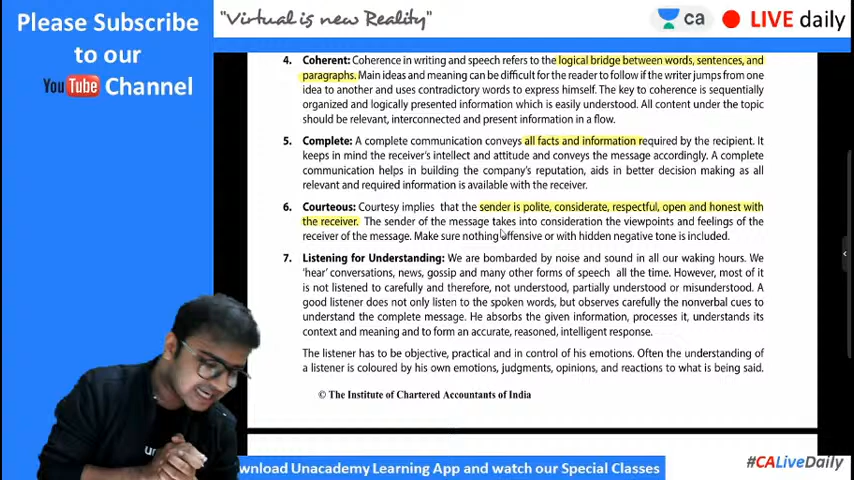 Please Subscribe
to our
YouTube Channel
"Virtual is new Reality"
ca
LIVE daily
4. Coherent: Coherence in writing and speech refers to the logical bridge between words, sentences, and
paragraphs. Main ideas and meaning can be difficult for the reader to follow if the writer jumps from one
idea to another and uses contradictory words to express himself. The key to coherence is sequentially
organized and logically presented information which is easily understood. All content under the topic
should be relevant, interconnected and present information in a flow.
5. Complete: A complete communication conveys all facts and information required by the recipient. It
keeps in mind the receiver's intellect and attitude and conveys the message accordingly. A complete
communication helps in building the company's reputation, aids in better decision making as all
relevant and required information is available with the receiver.
6. Courteous: Courtesy implies that the sender is polite, considerate, respectful, open and honest with
the receiver. The sender of the message takes into consideration the viewpoints and feelings of the
receiver of the message. Make sure nothing offensive or with hidden negative tone is included.
7. Listening for Understanding: We are bombarded by noise and sound in all our waking hours. We
'hear' conversations, news, gossip and many other forms of speech all the time. However, most of it
is not listened to carefully and therefore, not understood, partially understood or misunderstood. A
good listener does not only listen to the spoken words, but observes carefully the nonverbal cues to
understand the complete message. He absorbs the given information, processes it, understands its
context and meaning and to form an accurate, reasoned, intelligent response.
The listener has to be objective, practical and in control of his emotions. Often the understanding of
a listener is coloured by his own emotions, judgments, opinions, and reactions to what is being said.
© The Institute of Chartered Accountants of India
wnload Unacademy Learning App and watch our Special Classes
#CALiveDaily